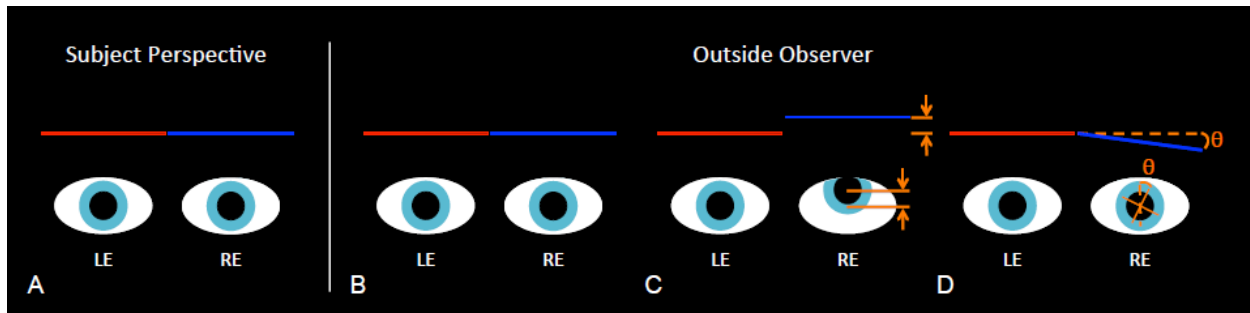 Subject Perspective
Outside Observer
θ
θ
LE RE LE RE LE RE LE RE
A B C D